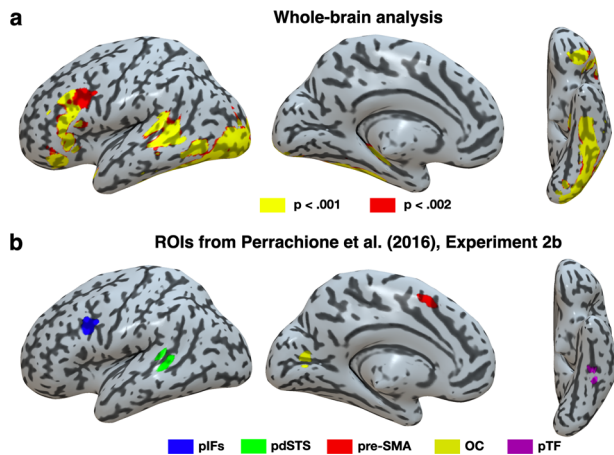 a
Whole-brain analysis
p < .001
p < .002
b
ROIs from Perrachione et al. (2016), Experiment 2b
pIFs
pdSTS
pre-SMA
OC
pTF